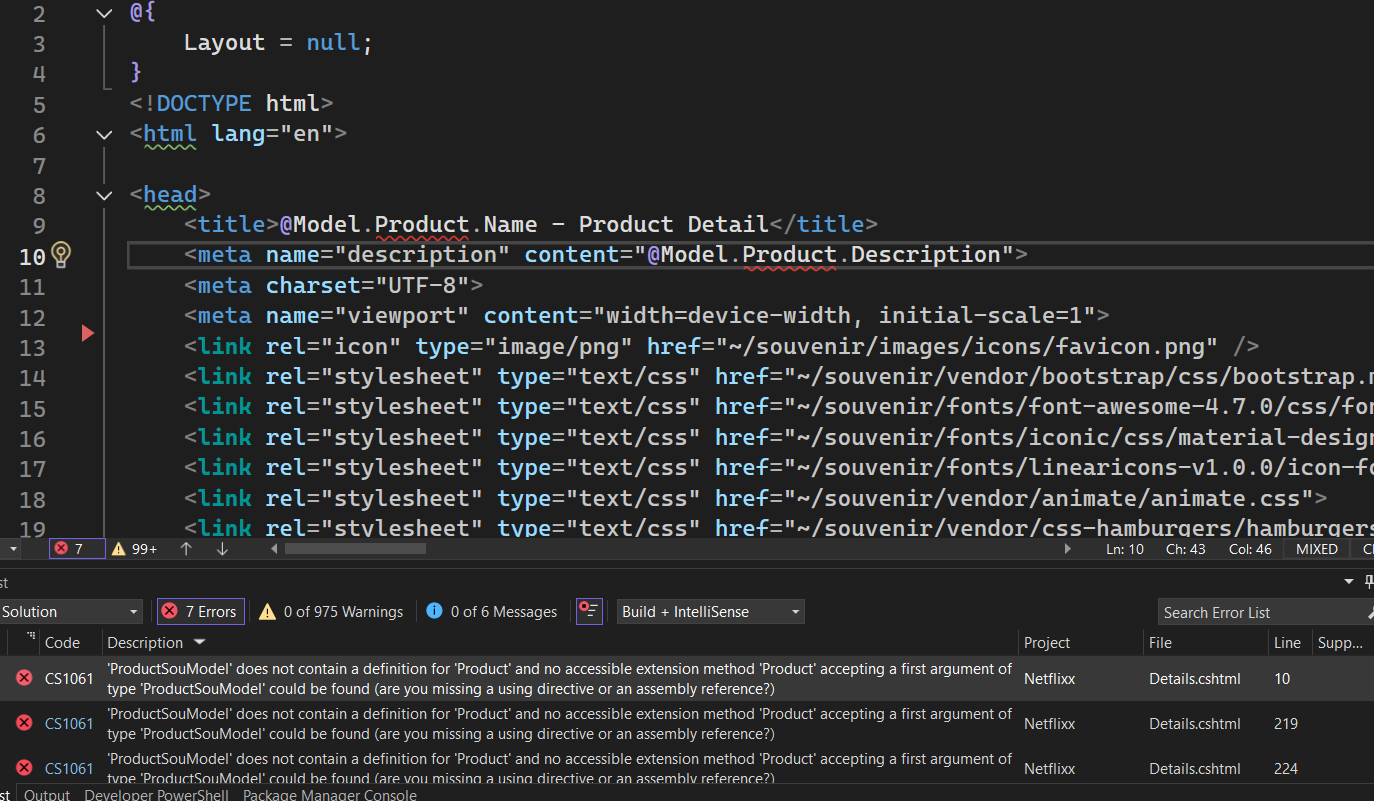 2 @{
3 Layout = null;
4 }
5 <!DOCTYPE html>
6 <html lang="en">
7
8 <head>
9 <title>@Model.Product.Name - Product Detail</title>
10 <meta name="description" content="@Model.Product.Description">
11 <meta charset="UTF-8">
12 <meta name="viewport" content="width=device-width, initial-scale=1">
13 <link rel="icon" type="image/png" href="~/souvenir/images/icons/favicon.png" />
14 <link rel="stylesheet" type="text/css" href="~/souvenir/vendor/bootstrap/css/bootstrap.m
15 <link rel="stylesheet" type="text/css" href="~/souvenir/fonts/font-awesome-4.7.0/css/fon
16 <link rel="stylesheet" type="text/css" href="~/souvenir/fonts/iconic/css/material-design
17 <link rel="stylesheet" type="text/css" href="~/souvenir/fonts/linearicons-v1.0.0/icon-fo
18 <link rel="stylesheet" type="text/css" href="~/souvenir/vendor/animate/animate.css">
19 <link rel="stylesheet" type="text/css" href="~/souvenir/vendor/css-hamburgers/hamburgers
7 99+ Ln: 10 Ch: 43 Col: 46 MIXED
st
Solution 7 Errors 0 of 975 Warnings 0 of 6 Messages Build + IntelliSense Search Error List
Code Description Project File Line Supp...
CS1061 'ProductSouModel' does not contain a definition for 'Product' and no accessible extension method 'Product' accepting a first argument of
type 'ProductSouModel' could be found (are you missing a using directive or an assembly reference?) Netflixx Details.cshtml 10
CS1061 'ProductSouModel' does not contain a definition for 'Product' and no accessible extension method 'Product' accepting a first argument of
type 'ProductSouModel' could be found (are you missing a using directive or an assembly reference?) Netflixx Details.cshtml 219
CS1061 'ProductSouModel' does not contain a definition for 'Product' and no accessible extension method 'Product' accepting a first argument of
type 'ProductSouModel' could be found (are you missing a using directive or an assembly reference?) Netflixx Details.cshtml 224
st Output Developer PowerShell Package Manager Console